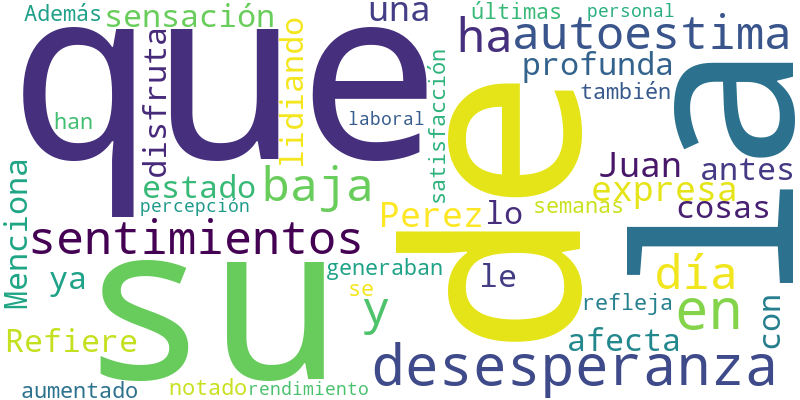 Además
sensación
una
últimas
personal
que
disfruta
lidiando
ha
autoestima
profunda
también
la
han
laboral
satisfacción
de
estado
baja
percepción
Juan
antes
expresa
Menciona
Perez
lo
semanas
cosas
sentimientos
su
ya
generaban
se
le
día
Refiere
y
refleja
en
con
afecta
desesperanza
aumentado
notado
rendimiento